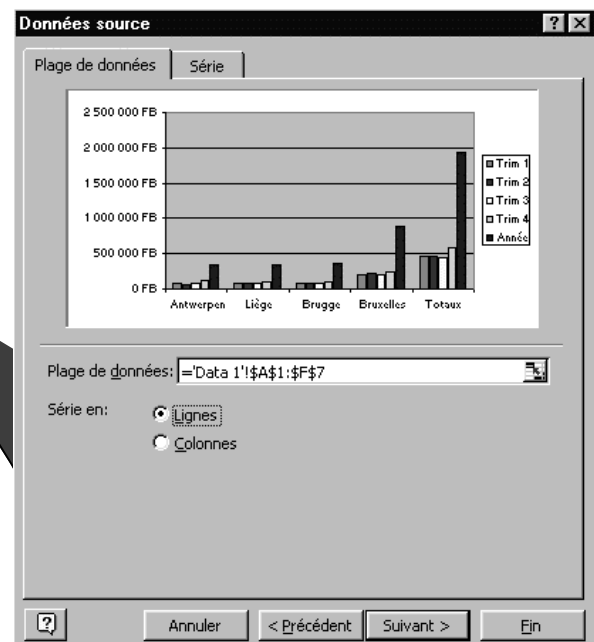 Données source
? X
Plage de données Série
2 500 000 FB
2 000 000 FB
1 500 000 FB
1 000 000 FB
500 000 FB
0 FB
Antwerpen Liège Brugge Bruxelles Totaux
Trim 1
Trim 2
Trim 3
Trim 4
Année
Plage de données: ='Data 1'!$A$1:$F$7
Série en: Lignes
Colonnes
? Annuler < Précédent Suivant > Fin